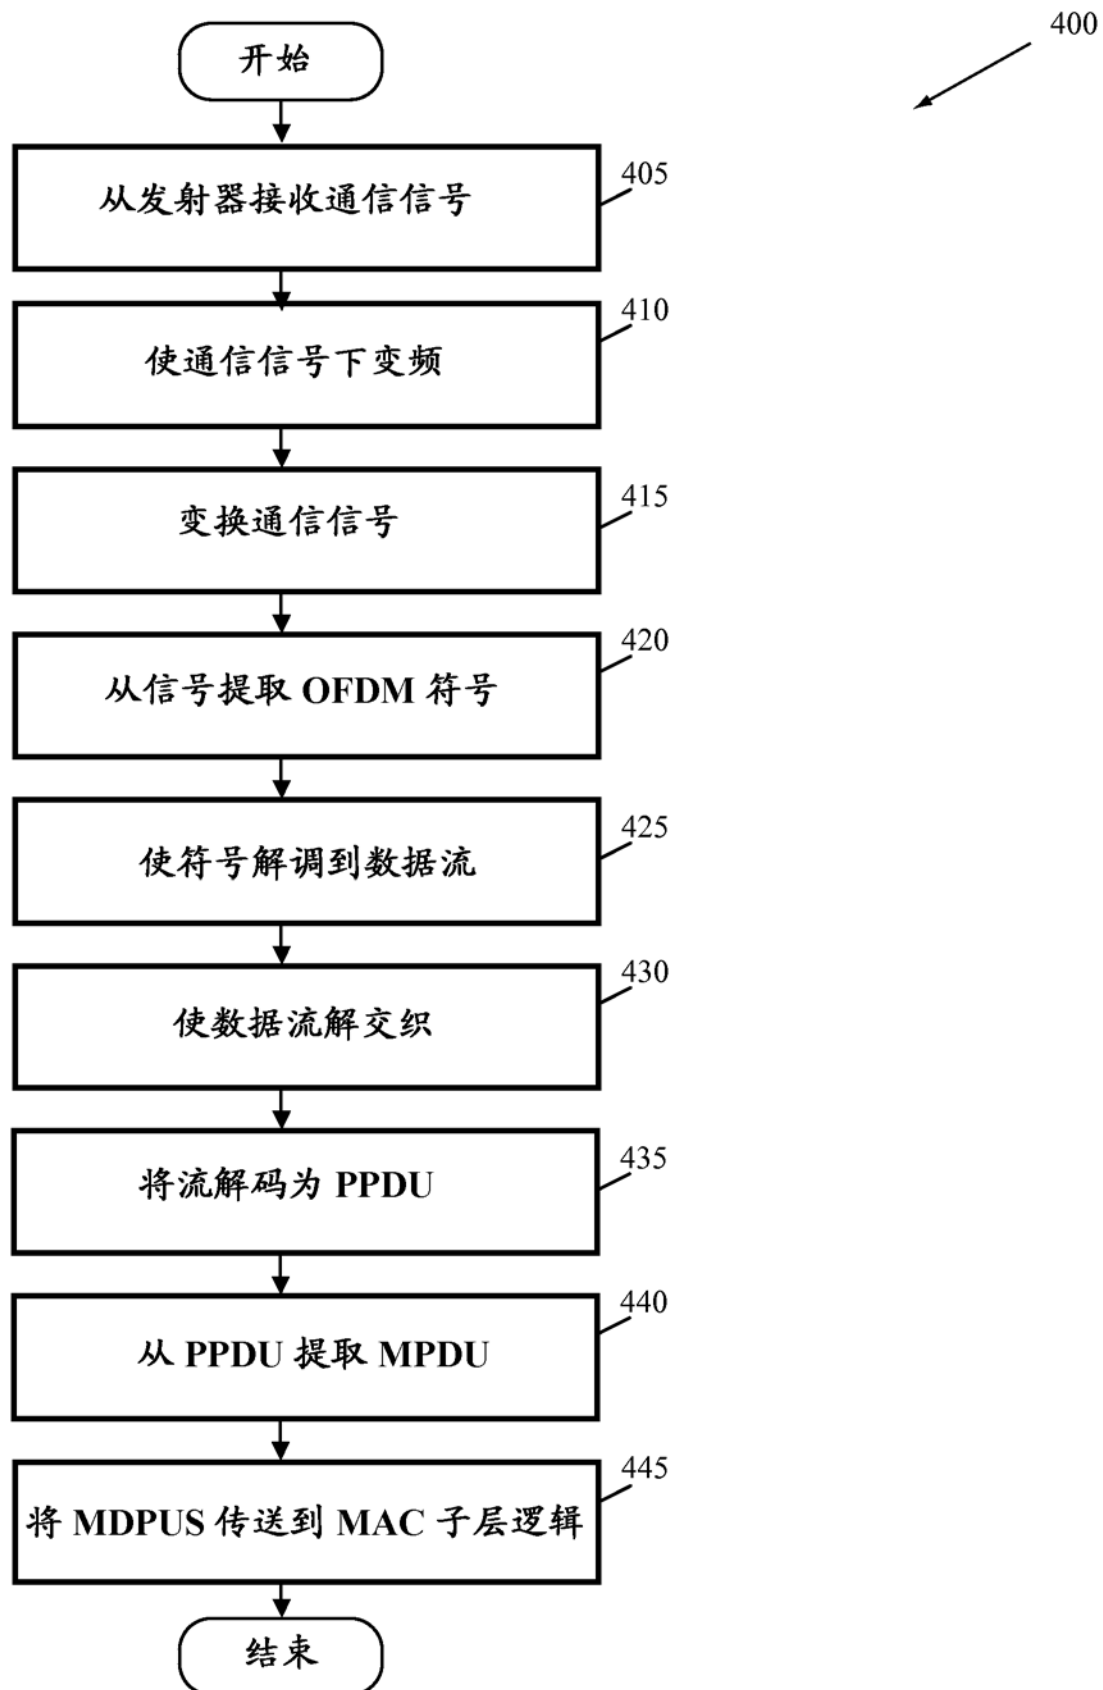 400
开始
从发射器接收通信信号
405
使通信信号下变频
410
变换通信信号
415
从信号提取 OFDM 符号
420
使符号解调到数据流
425
使数据流解交织
430
将流解码为 PPDU
435
从 PPDU 提取 MPDU
440
将 MDPUS 传送到 MAC 子层逻辑
445
结束